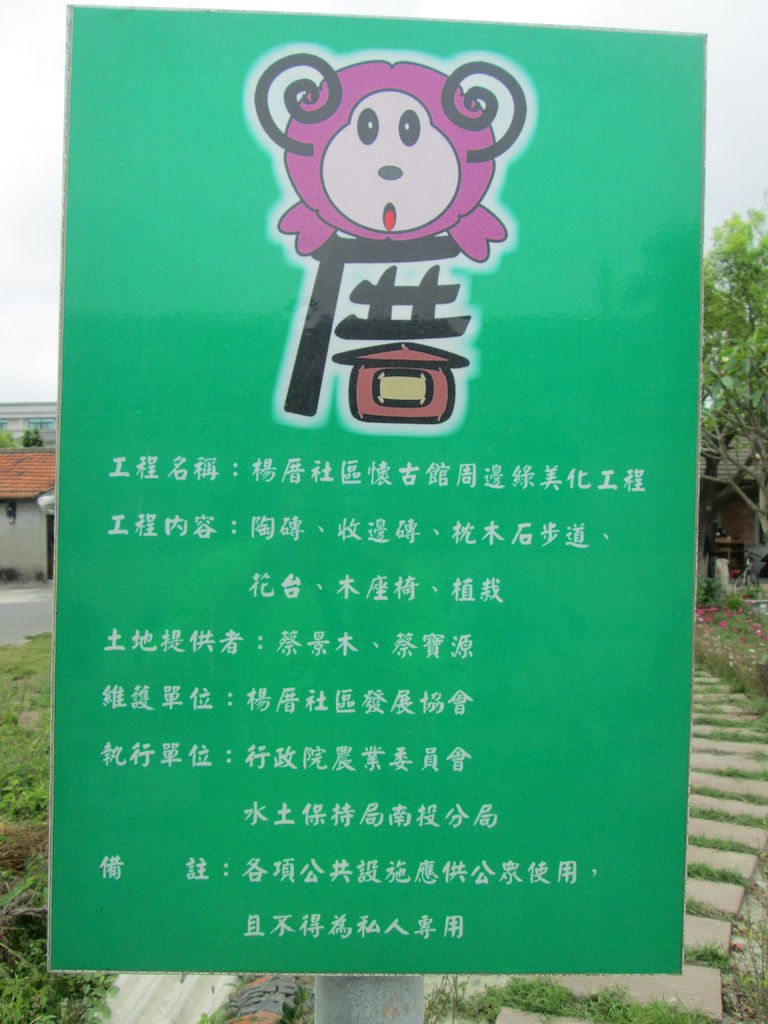 厝
工程名稱：楊厝社區懷古館周邊綠美化工程
工程內容：陶磚、收邊磚、枕木石步道、
花台、木座椅、植栽
土地提供者：蔡景木、蔡寶源
維護單位：楊厝社區發展協會
執行單位：行政院農業委員會
水土保持局南投分局
備　　註：各項公共設施應供公眾使用，
且不得為私人專用